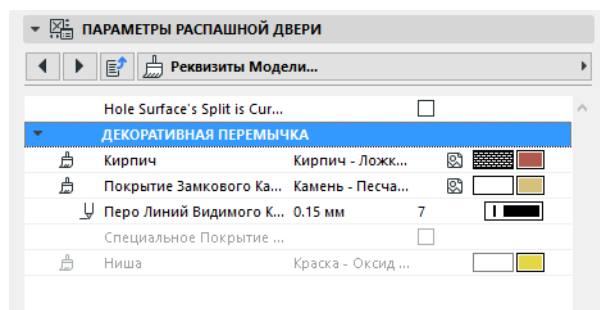 ПАРАМЕТРЫ РАСПАШНОЙ ДВЕРИ
Реквизиты Модели...
Hole Surface's Split is Cur...
ДЕКОРАТИВНАЯ ПЕРЕМЫЧКА
Кирпич Кирпич - Ложк...
Покрытие Замкового Ка... Камень - Песча...
Перо Линий Видимого К... 0.15 мм 7
Специальное Покрытие ...
Ниша Краска - Оксид ...